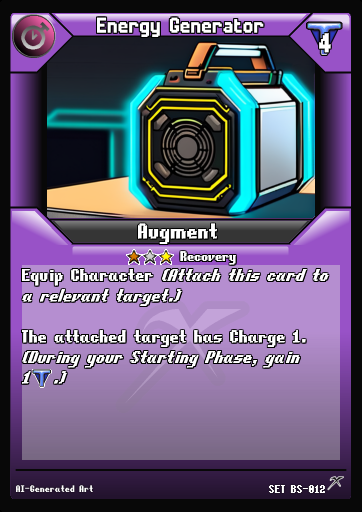 Energy Generator
4
Augment
Recovery
Equip Character (Attach this card to
a relevant target.)
The attached target has Charge 1.
(During your Starting Phase, gain
1 .)
AI-Generated Art
SET BS-012